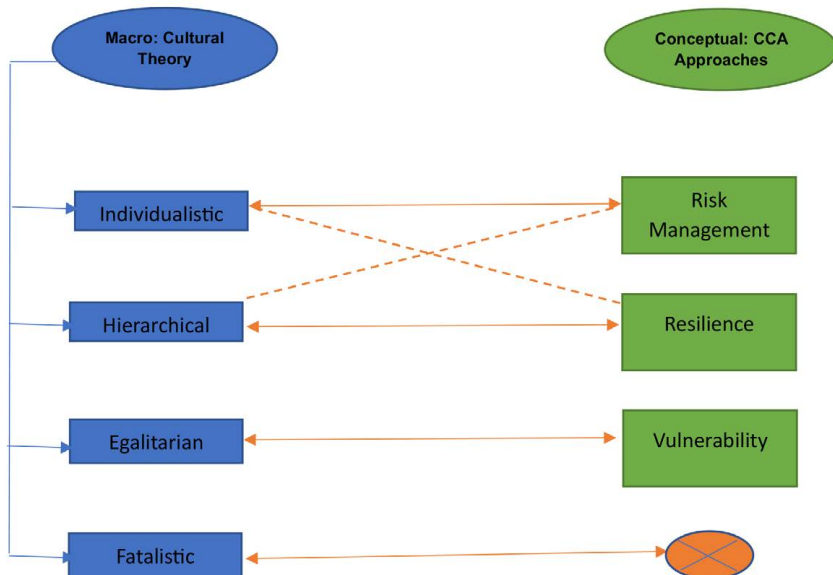 Macro: Cultural
Theory
Conceptual: CCA
Approaches
Individualistic
Risk
Management
Hierarchical
Resilience
Egalitarian
Vulnerability
Fatalistic